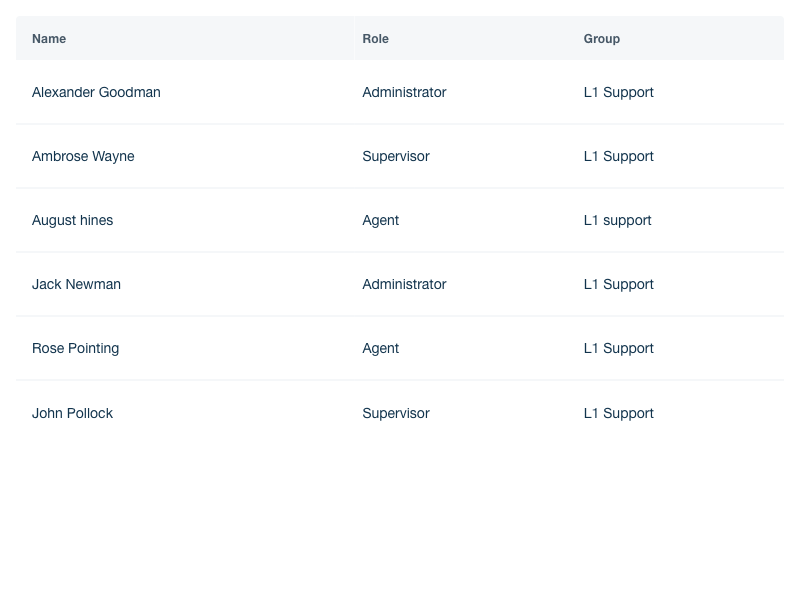 Name Role Group
Alexander Goodman Administrator L1 Support
Ambrose Wayne Supervisor L1 Support
August hines Agent L1 support
Jack Newman Administrator L1 Support
Rose Pointing Agent L1 Support
John Pollock Supervisor L1 Support